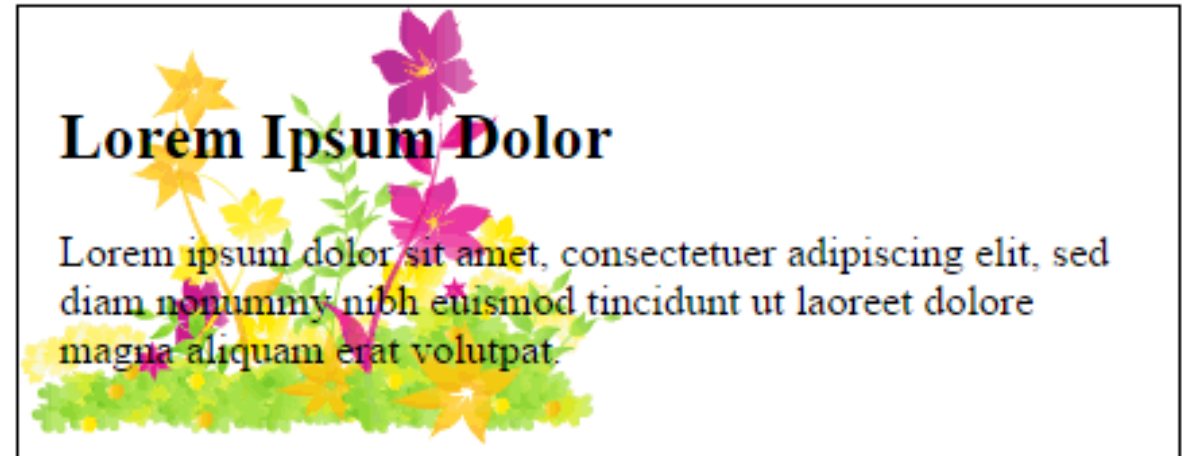 Lorem Ipsum Dolor
Lorem ipsum dolor sit amet, consectetuer adipiscing elit, sed
diam nonummy nibh euismod tincidunt ut laoreet dolore
magna aliquam erat volutpat.